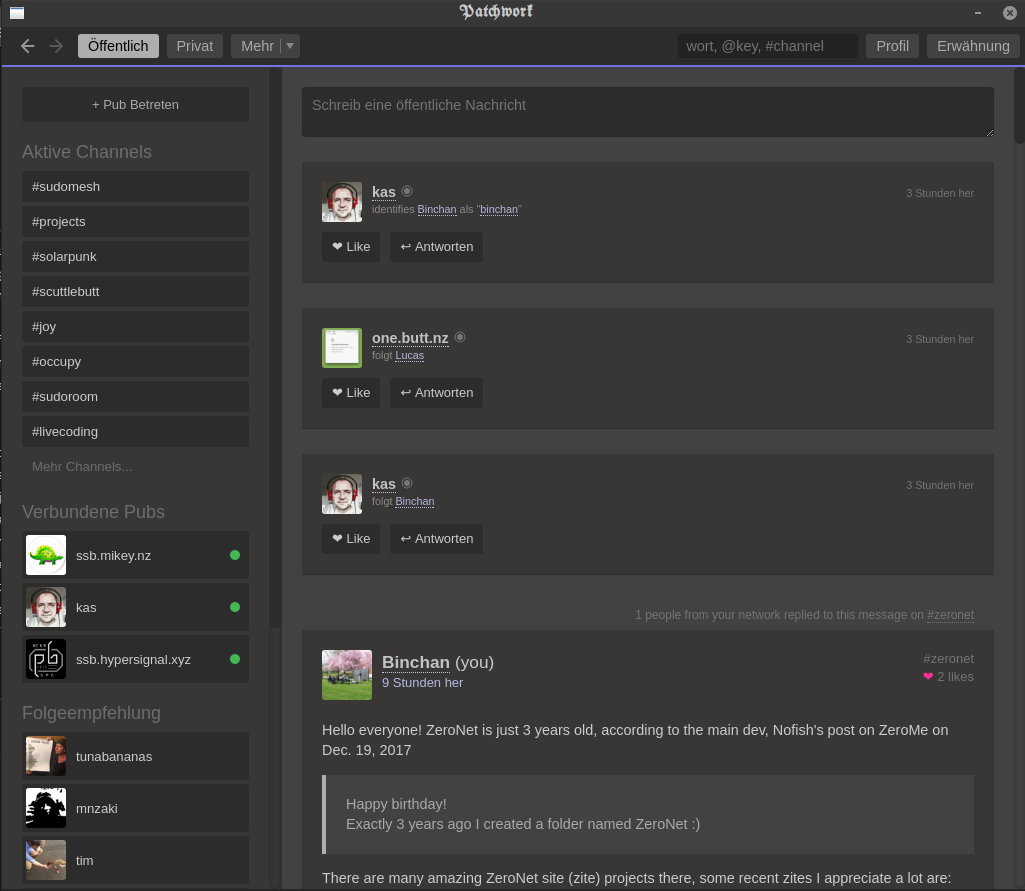 Patchwork
Öffentlich
Privat
Mehr
wort, @key, #channel
Profil
Erwähnung
+ Pub Betreten
Aktive Channels
#sudomesh
#projects
#solarpunk
#scuttlebutt
#joy
#occupy
#sudoroom
#livecoding
Mehr Channels...
Verbundene Pubs
ssb.mikey.nz
kas
ssb.hypersignal.xyz
Folgeempfehlung
tunabananas
mnzaki
tim
Schreib eine öffentliche Nachricht
kas
3 Stunden her
identifies Binchan als "binchan"
❤ Like
↩ Antworten
one.butt.nz
3 Stunden her
folgt Lucas
❤ Like
↩ Antworten
kas
3 Stunden her
folgt Binchan
❤ Like
↩ Antworten
1 people from your network replied to this message on #zeronet
Binchan (you)
9 Stunden her
#zeronet
❤ 2 likes
Hello everyone! ZeroNet is just 3 years old, according to the main dev, Nofish's post on ZeroMe on
Dec. 19, 2017
Happy birthday!
Exactly 3 years ago I created a folder named ZeroNet :)
There are many amazing ZeroNet site (zite) projects there, some recent zites I appreciate a lot are: